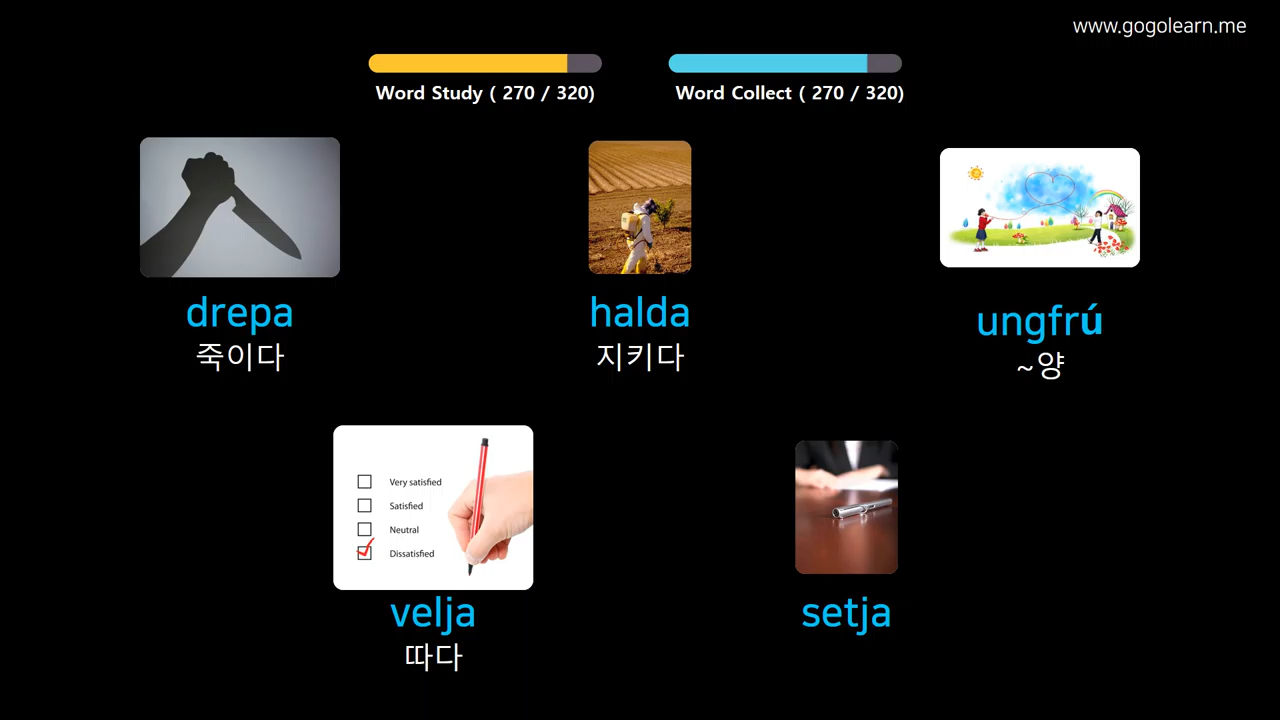 www.gogolearn.me
Word Study ( 270 / 320)
Word Collect ( 270 / 320)
drepa
죽이다
halda
지키다
ungfrú
~양
Very satisfied
Satisfied
Neutral
Dissatisfied
velja
따다
setja